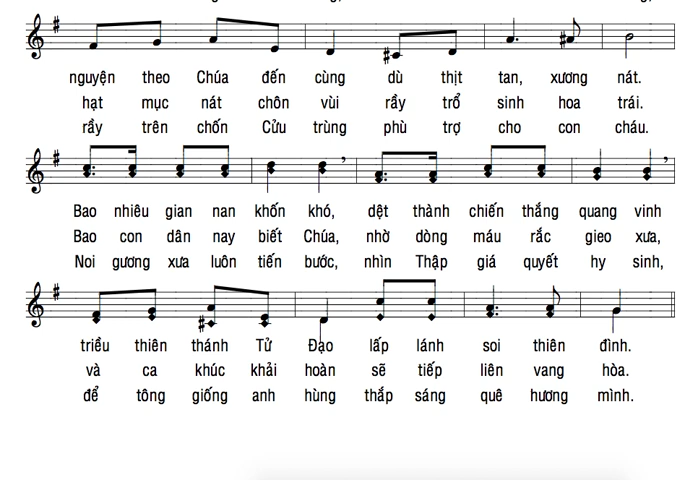 nguyện theo Chúa đến cùng dù thịt tan, xương nát.
hạt mục nát chôn vùi rầy trổ sinh hoa trái.
rầy trên chốn Cửu trùng phù trợ cho con cháu.
Bao nhiêu gian nan khốn khó, dệt thành chiến thắng quang vinh
Bao con dân nay biết Chúa, nhờ dòng máu rắc gieo xưa,
Noi gương xưa luôn tiến bước, nhìn Thập giá quyết hy sinh,
triều thiên thánh Tử Đạo lấp lánh soi thiên đình.
và ca khúc khải hoàn sẽ tiếp liên vang hòa.
để tông giống anh hùng thắp sáng quê hương mình.